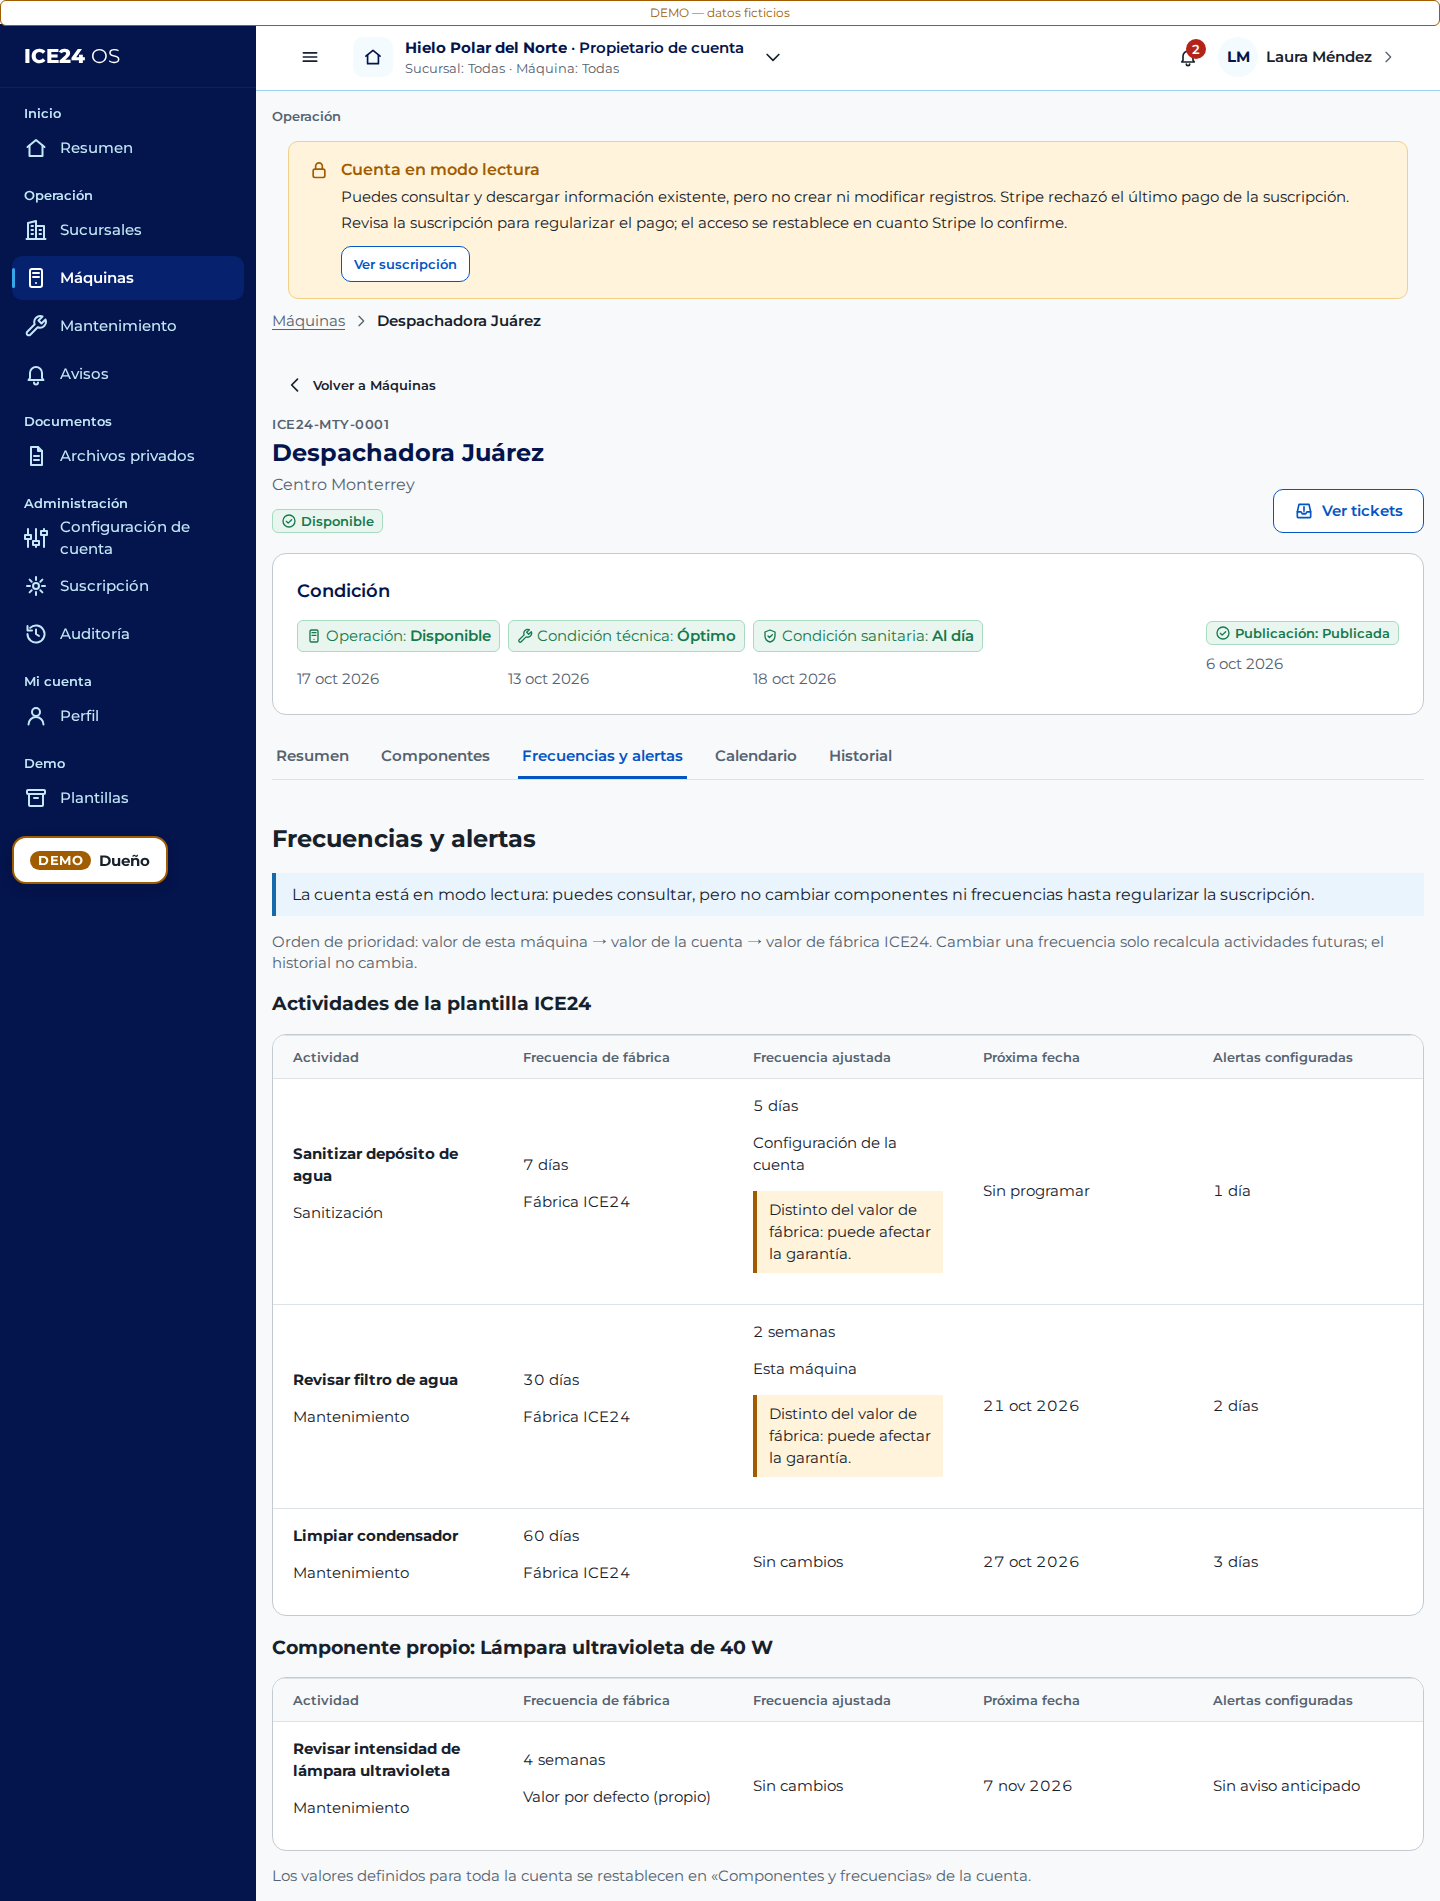 DEMO — datos ficticios
ICE24 OS
Inicio
Resumen
Operación
Sucursales
Máquinas
Mantenimiento
Avisos
Documentos
Archivos privados
Administración
Configuración de
cuenta
Suscripción
Auditoría
Mi cuenta
Perfil
Demo
Plantillas
DEMO Dueño
Hielo Polar del Norte · Propietario de cuenta
Sucursal: Todas · Máquina: Todas
2
LM Laura Méndez
Operación
Cuenta en modo lectura
Puedes consultar y descargar información existente, pero no crear ni modificar registros. Stripe rechazó el último pago de la suscripción.
Revisa la suscripción para regularizar el pago; el acceso se restablece en cuanto Stripe lo confirme.
Ver suscripción
Máquinas > Despachadora Juárez
Volver a Máquinas
ICE24-MTY-0001
Despachadora Juárez
Centro Monterrey
Disponible
Ver tickets
Condición
Operación: Disponible
17 oct 2026
Condición técnica: Óptimo
13 oct 2026
Condición sanitaria: Al día
18 oct 2026
Publicación: Publicada
6 oct 2026
Resumen Componentes Frecuencias y alertas Calendario Historial
Frecuencias y alertas
La cuenta está en modo lectura: puedes consultar, pero no cambiar componentes ni frecuencias hasta regularizar la suscripción.
Orden de prioridad: valor de esta máquina → valor de la cuenta → valor de fábrica ICE24. Cambiar una frecuencia solo recalcula actividades futuras; el
historial no cambia.
Actividades de la plantilla ICE24
Actividad Frecuencia de fábrica Frecuencia ajustada Próxima fecha Alertas configuradas
Sanitizar depósito de
agua
Sanitización
7 días
Fábrica ICE24
5 días
Configuración de la
cuenta
Distinto del valor de
fábrica: puede afectar
la garantía.
Sin programar
1 día
Revisar filtro de agua
Mantenimiento
30 días
Fábrica ICE24
2 semanas
Esta máquina
Distinto del valor de
fábrica: puede afectar
la garantía.
21 oct 2026
2 días
Limpiar condensador
Mantenimiento
60 días
Fábrica ICE24
Sin cambios
27 oct 2026
3 días
Componente propio: Lámpara ultravioleta de 40 W
Actividad Frecuencia de fábrica Frecuencia ajustada Próxima fecha Alertas configuradas
Revisar intensidad de
lámpara ultravioleta
Mantenimiento
4 semanas
Valor por defecto (propio)
Sin cambios
7 nov 2026
Sin aviso anticipado
Los valores definidos para toda la cuenta se restablecen en «Componentes y frecuencias» de la cuenta.